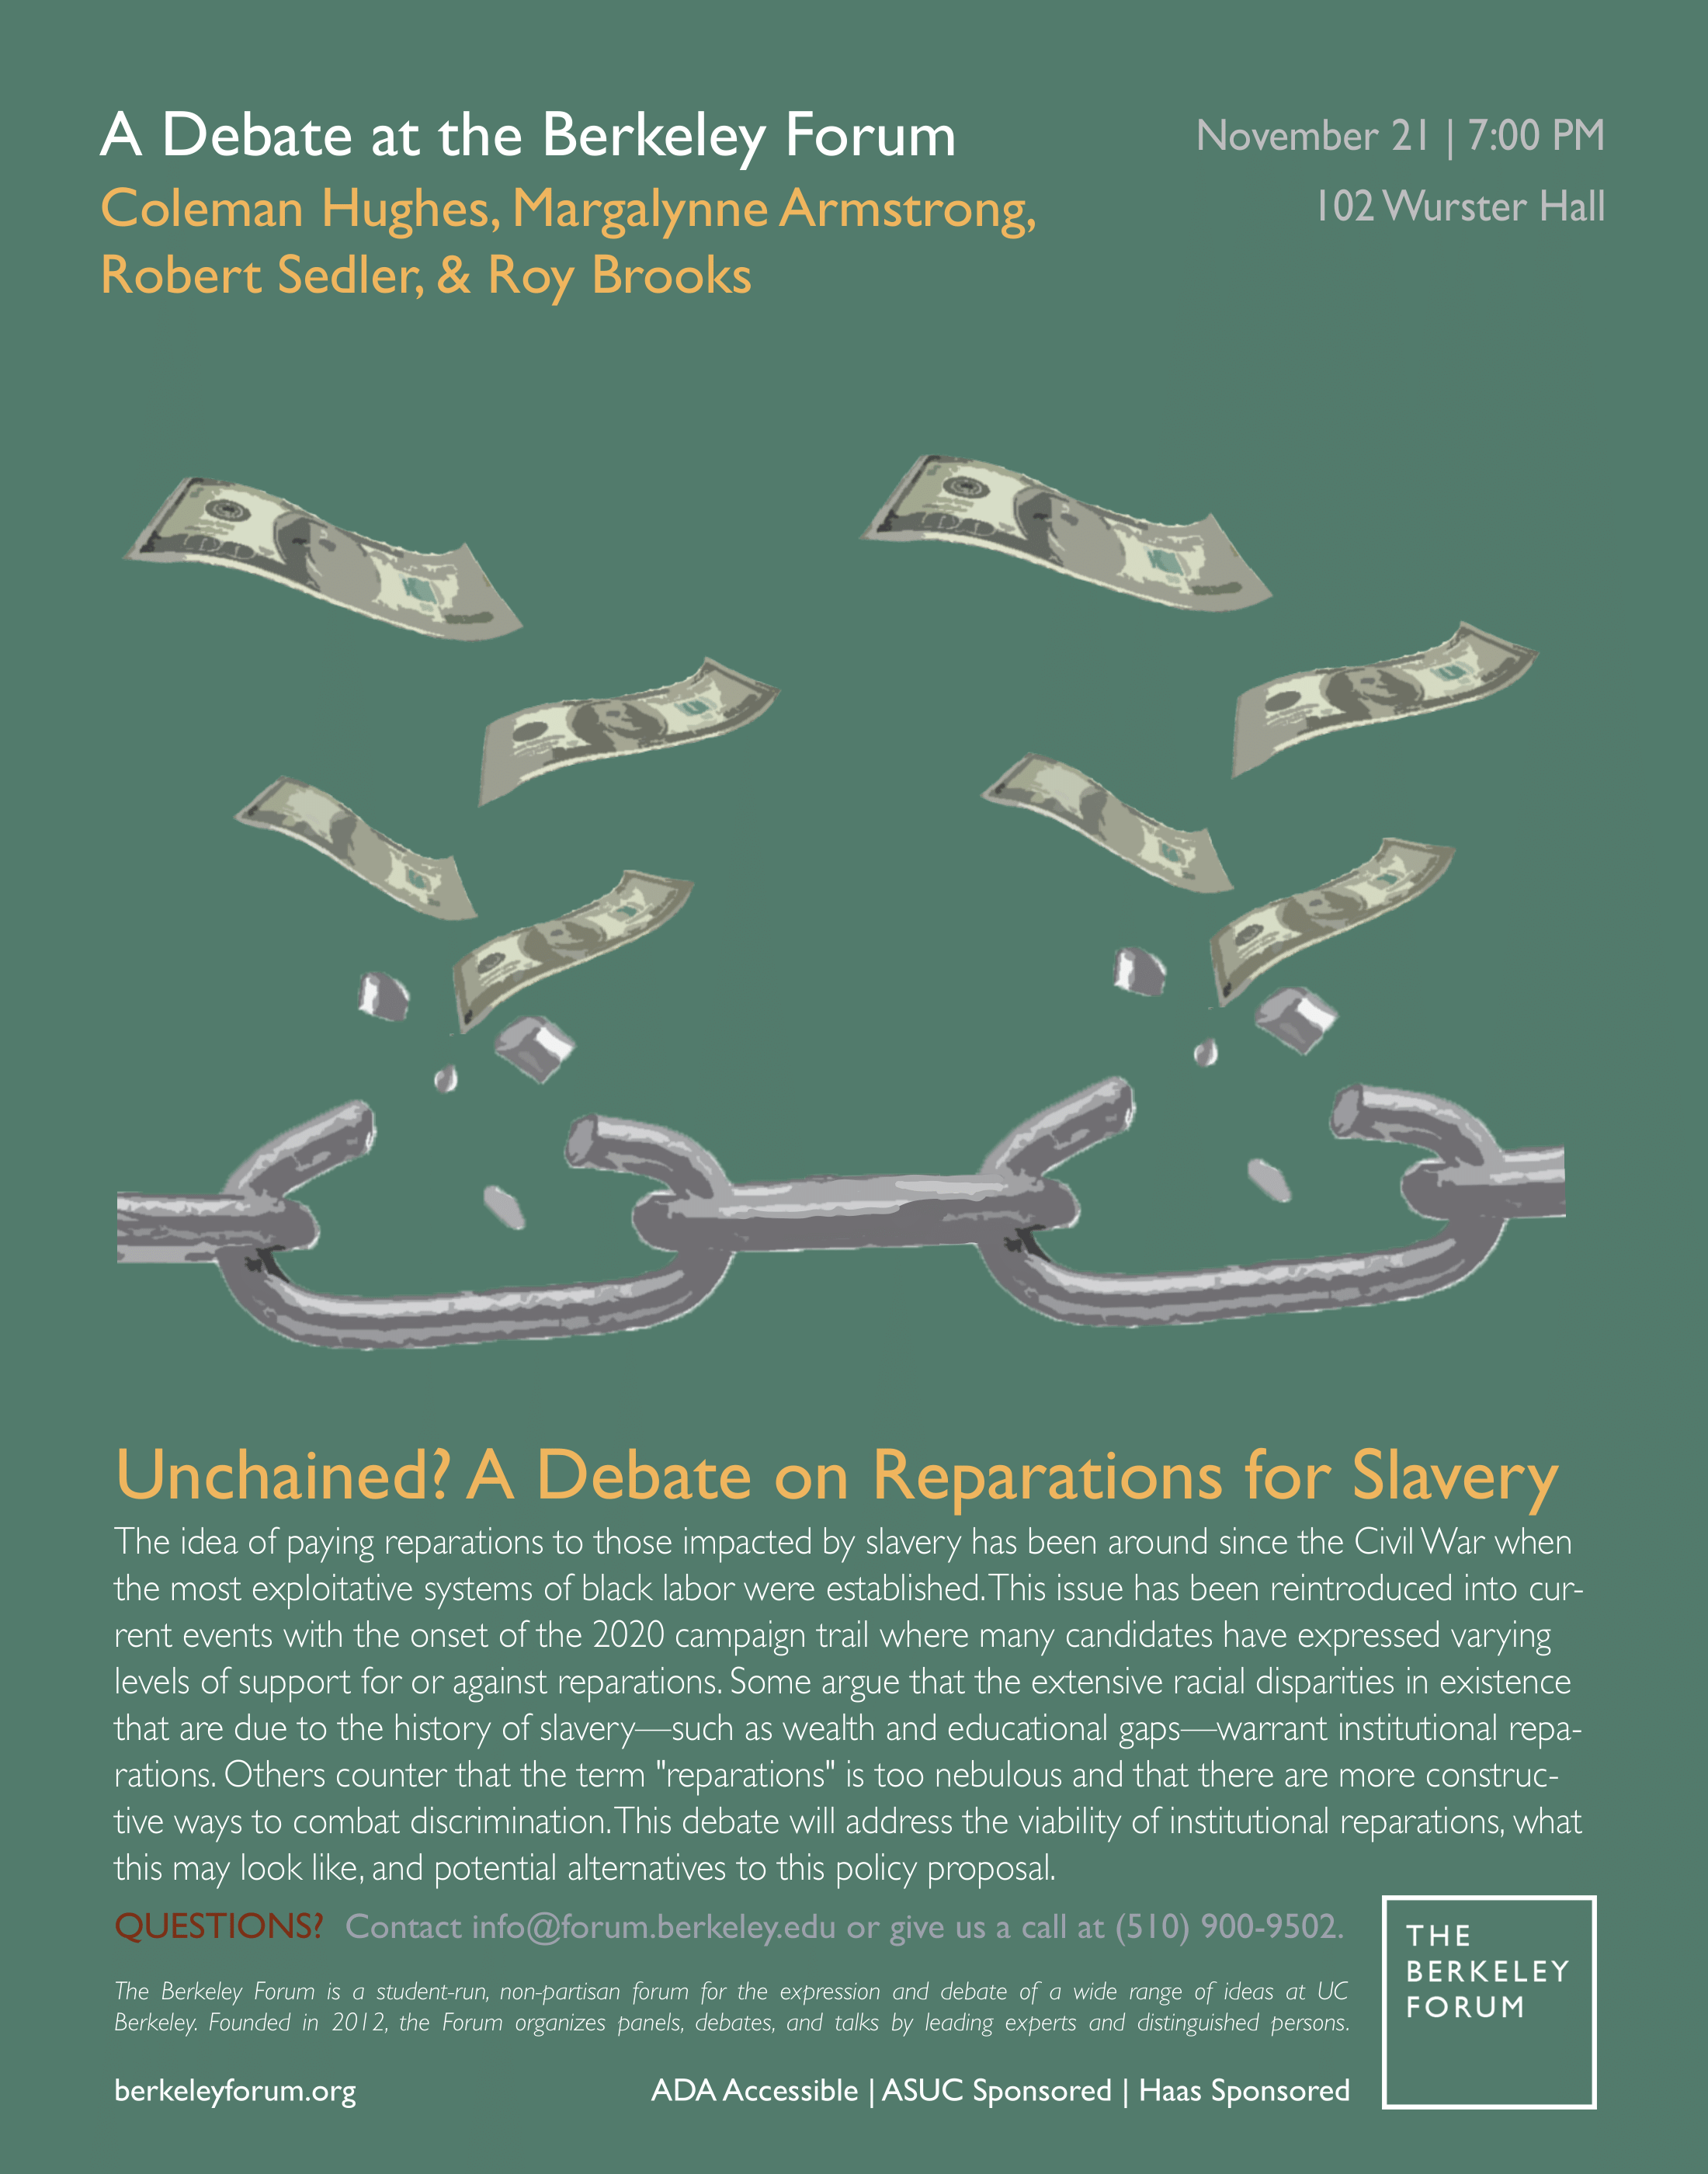 A Debate at the Berkeley Forum
Coleman Hughes, Margalynne Armstrong,
Robert Sedler, & Roy Brooks
November 21 | 7:00 PM
102 Wurster Hall
Unchained? A Debate on Reparations for Slavery
The idea of paying reparations to those impacted by slavery has been around since the Civil War when
the most exploitative systems of black labor were established. This issue has been reintroduced into cur-
rent events with the onset of the 2020 campaign trail where many candidates have expressed varying
levels of support for or against reparations. Some argue that the extensive racial disparities in existence
that are due to the history of slavery—such as wealth and educational gaps—warrant institutional repa-
rations. Others counter that the term "reparations" is too nebulous and that there are more construc-
tive ways to combat discrimination. This debate will address the viability of institutional reparations, what
this may look like, and potential alternatives to this policy proposal.
QUESTIONS? Contact info@forum.berkeley.edu or give us a call at (510) 900-9502.
The Berkeley Forum is a student-run, non-partisan forum for the expression and debate of a wide range of ideas at UC
Berkeley. Founded in 2012, the Forum organizes panels, debates, and talks by leading experts and distinguished persons.
berkeleyforum.org
ADA Accessible | ASUC Sponsored | Haas Sponsored
THE
BERKELEY
FORUM